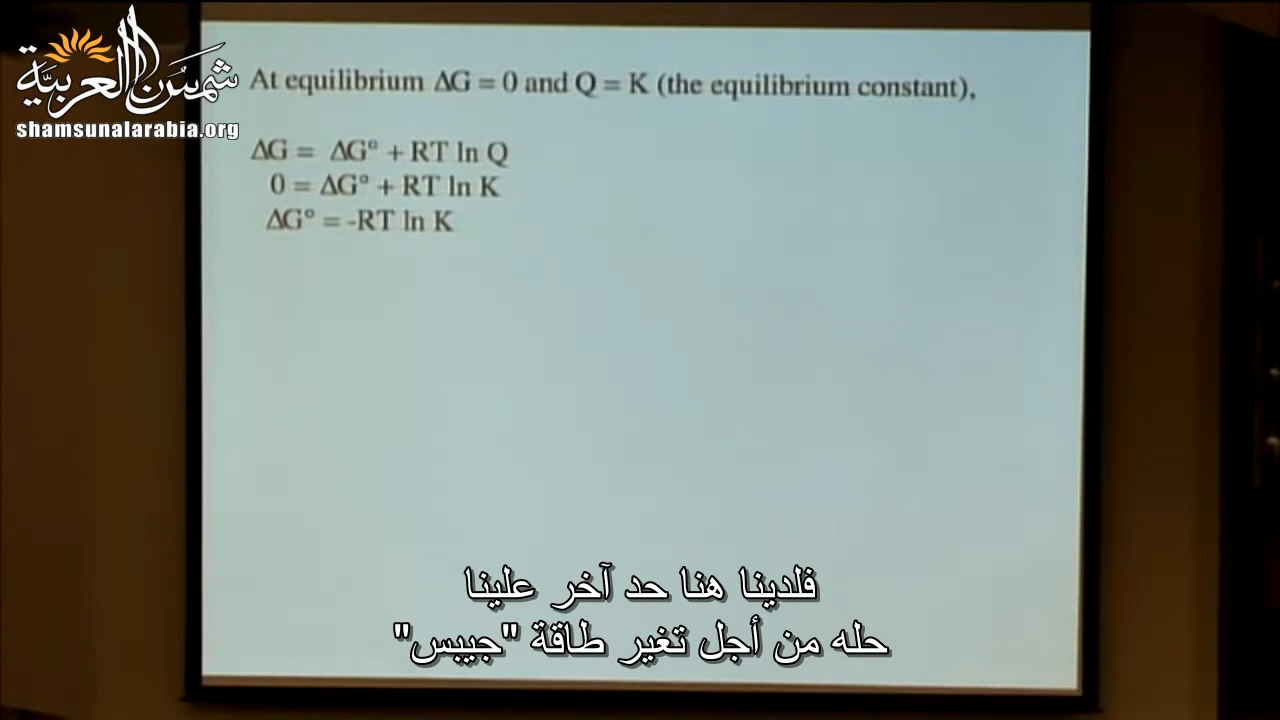 شمس العربية
shamsunalarabia.org
At equilibrium ΔG = 0 and Q = K (the equilibrium constant),
ΔG = ΔG° + RT ln Q
0 = ΔG° + RT ln K
ΔG° = -RT ln K
فلدينا هنا حد آخر علينا
حله من أجل تغير طاقة "جيبس"